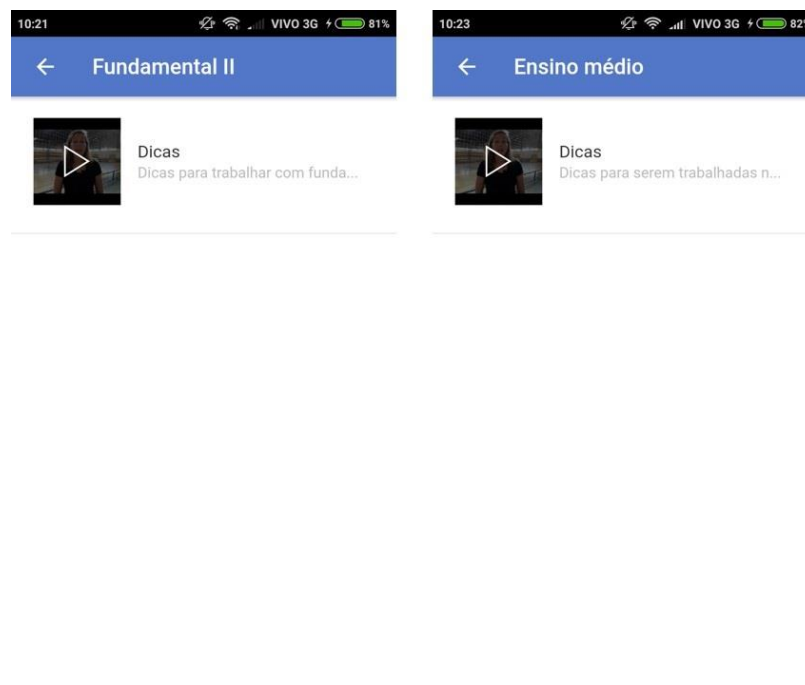 10:21 VIVO 3G 81%
Fundamental II
Dicas
Dicas para trabalhar com funda...
10:23 VIVO 3G 82%
Ensino médio
Dicas
Dicas para serem trabalhadas n...